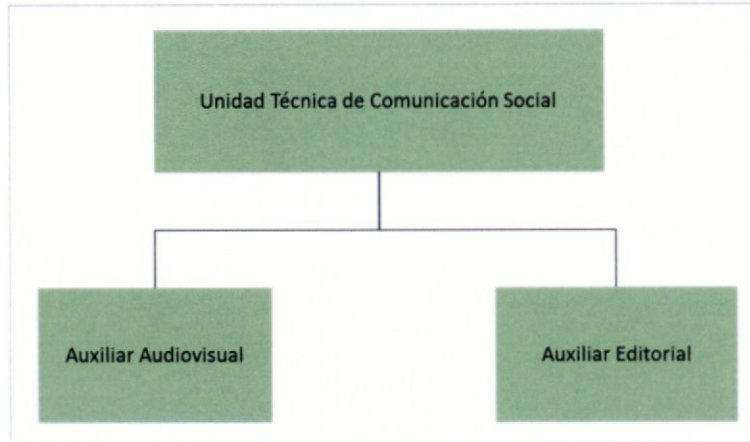 Unidad Técnica de Comunicación Social
Auxiliar Audiovisual
Auxiliar Editorial